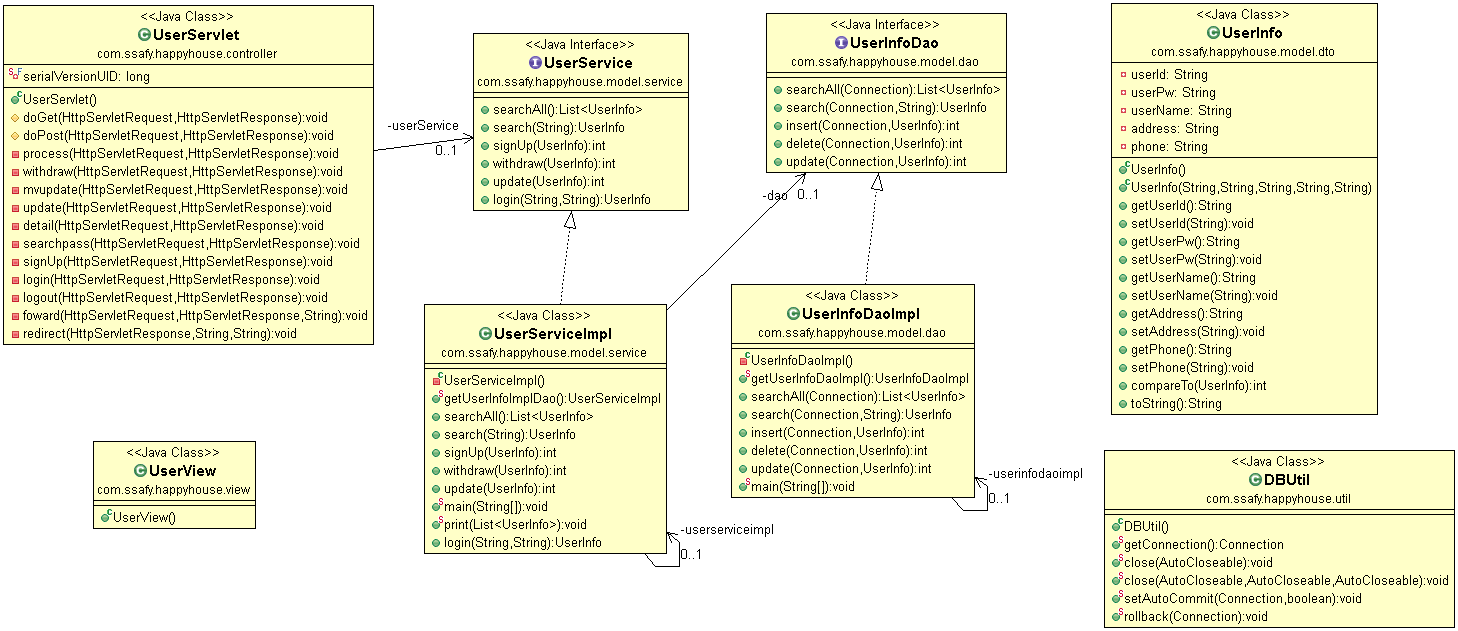 <<Java Class>>
UserServlet
com.ssafy.happyhouse.controller
serialVersionUID: long
UserServlet()
doGet(HttpServletRequest,HttpServletResponse):void
doPost(HttpServletRequest,HttpServletResponse):void
process(HttpServletRequest,HttpServletResponse):void
withdraw(HttpServletRequest,HttpServletResponse):void
mvupdate(HttpServletRequest,HttpServletResponse):void
update(HttpServletRequest,HttpServletResponse):void
detail(HttpServletRequest,HttpServletResponse):void
searchpass(HttpServletRequest,HttpServletResponse):void
signUp(HttpServletRequest,HttpServletResponse):void
login(HttpServletRequest,HttpServletResponse):void
logout(HttpServletRequest,HttpServletResponse):void
foward(HttpServletRequest,HttpServletResponse,String):void
redirect(HttpServletResponse,String,String):void
-userService
0..1
<<Java Interface>>
UserService
com.ssafy.happyhouse.model.service
searchAll():List<UserInfo>
search(String):UserInfo
signUp(UserInfo):int
withdraw(UserInfo):int
update(UserInfo):int
login(String,String):UserInfo
<<Java Interface>>
UserInfoDao
com.ssafy.happyhouse.model.dao
searchAll(Connection):List<UserInfo>
search(Connection,String):UserInfo
insert(Connection,UserInfo):int
delete(Connection,UserInfo):int
update(Connection,UserInfo):int
-dao
0..1
<<Java Class>>
UserInfo
com.ssafy.happyhouse.model.dto
userId: String
userPw: String
userName: String
address: String
phone: String
UserInfo()
UserInfo(String,String,String,String,String)
getUserId():String
setUserId(String):void
getUserPw():String
setUserPw(String):void
getUserName():String
setUserName(String):void
getAddress():String
setAddress(String):void
getPhone():String
setPhone(String):void
compareTo(UserInfo):int
toString():String
<<Java Class>>
UserServiceImpl
com.ssafy.happyhouse.model.service
UserServiceImpl()
getUserInfoImplDao():UserServiceImpl
searchAll():List<UserInfo>
search(String):UserInfo
signUp(UserInfo):int
withdraw(UserInfo):int
update(UserInfo):int
main(String[]):void
print(List<UserInfo>):void
login(String,String):UserInfo
-userserviceimpl
0..1
<<Java Class>>
UserInfoDaoImpl
com.ssafy.happyhouse.model.dao
UserInfoDaoImpl()
getUserInfoDaoImpl():UserInfoDaoImpl
searchAll(Connection):List<UserInfo>
search(Connection,String):UserInfo
insert(Connection,UserInfo):int
delete(Connection,UserInfo):int
update(Connection,UserInfo):int
main(String[]):void
-userinfodaoimpl
0..1
<<Java Class>>
UserView
com.ssafy.happyhouse.view
UserView()
<<Java Class>>
DBUtil
com.ssafy.happyhouse.util
DBUtil()
getConnection():Connection
close(AutoCloseable):void
close(AutoCloseable,AutoCloseable,AutoCloseable):void
setAutoCommit(Connection,boolean):void
rollback(Connection):void